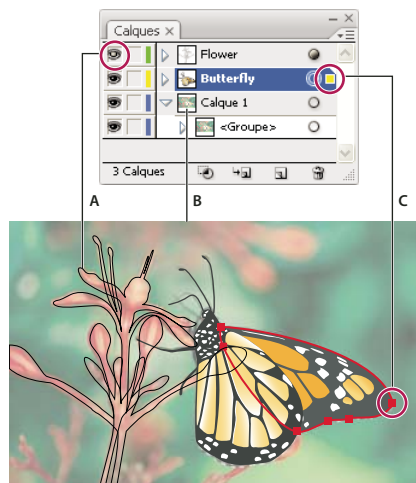 Calques ×
Flower
Butterfly
Calque 1
<Groupe>
3 Calques
A
B
C